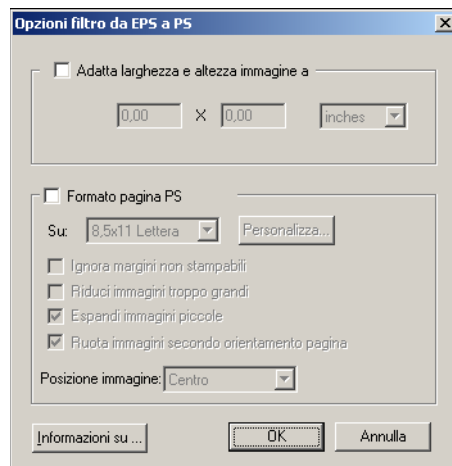 Opzioni filtro da EPS a PS
Adatta larghezza e altezza immagine a
0,00 X 0,00 inches
Formato pagina PS
Su: 8,5x11 Lettera Personalizza...
Ignora margini non stampabili
Riduci immagini troppo grandi
Espandi immagini piccole
Ruota immagini secondo orientamento pagina
Posizione immagine: Centro
Informazioni su ... OK Annulla